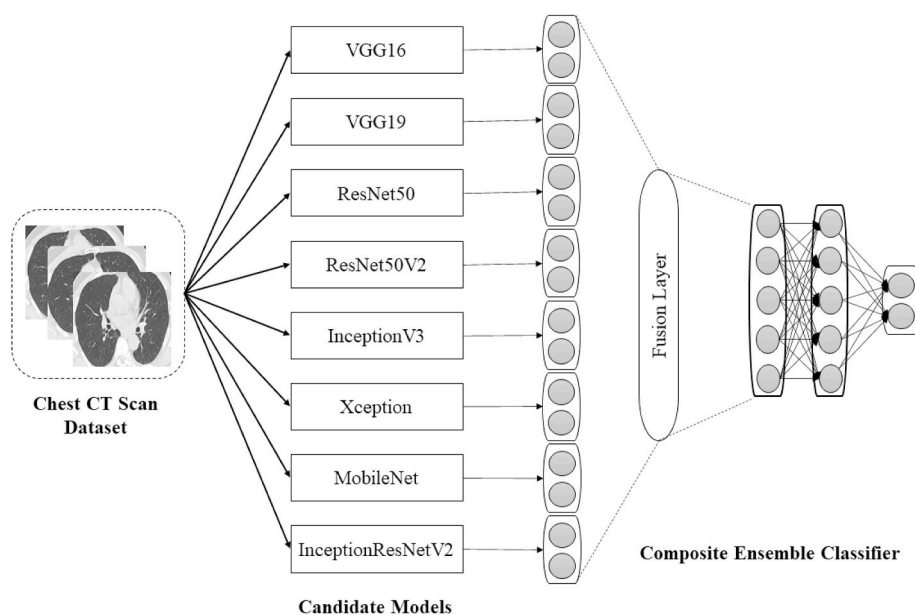 VGG16
VGG19
ResNet50
ResNet50V2
InceptionV3
Xception
MobileNet
InceptionResNetV2
Chest CT Scan
Dataset
Candidate Models
Fusion Layer
Composite Ensemble Classifier